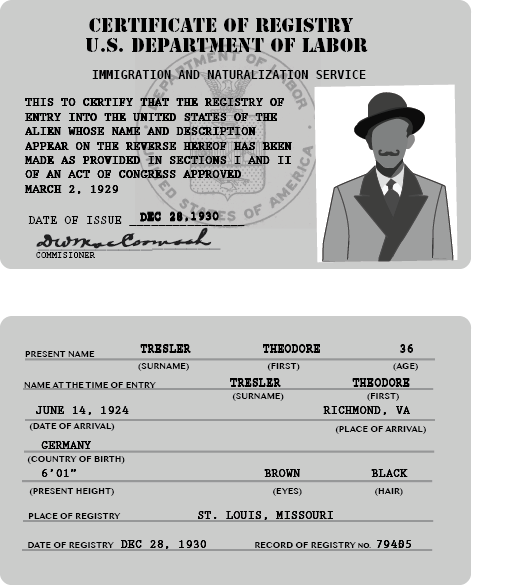 CERTIFICATE OF REGISTRY
U.S. DEPARTMENT OF LABOR
IMMIGRATION AND NATURALIZATION SERVICE
THIS TO CERTIFY THAT THE REGISTRY OF
ENTRY INTO THE UNITED STATES OF THE
ALIEN WHOSE NAME AND DESCRIPTION
APPEAR ON THE REVERSE HEREOF HAS BEEN
MADE AS PROVIDED IN SECTIONS I AND II
OF AN ACT OF CONGRESS APPROVED
MARCH 2, 1929
DEPARTMENT OF LABOR
UNITED STATES OF AMERICA
DATE OF ISSUE DEC 28,1930
COMMISIONER
PRESENT NAME TRESLER THEODORE 36
(SURNAME) (FIRST) (AGE)
NAME AT THE TIME OF ENTRY TRESLER THEODORE
(SURNAME) (FIRST)
JUNE 14, 1924 RICHMOND, VA
(DATE OF ARRIVAL) (PLACE OF ARRIVAL)
GERMANY
(COUNTRY OF BIRTH)
6'01" BROWN BLACK
(PRESENT HEIGHT) (EYES) (HAIR)
PLACE OF REGISTRY ST. LOUIS, MISSOURI
DATE OF REGISTRY DEC 28, 1930 RECORD OF REGISTRY NO.